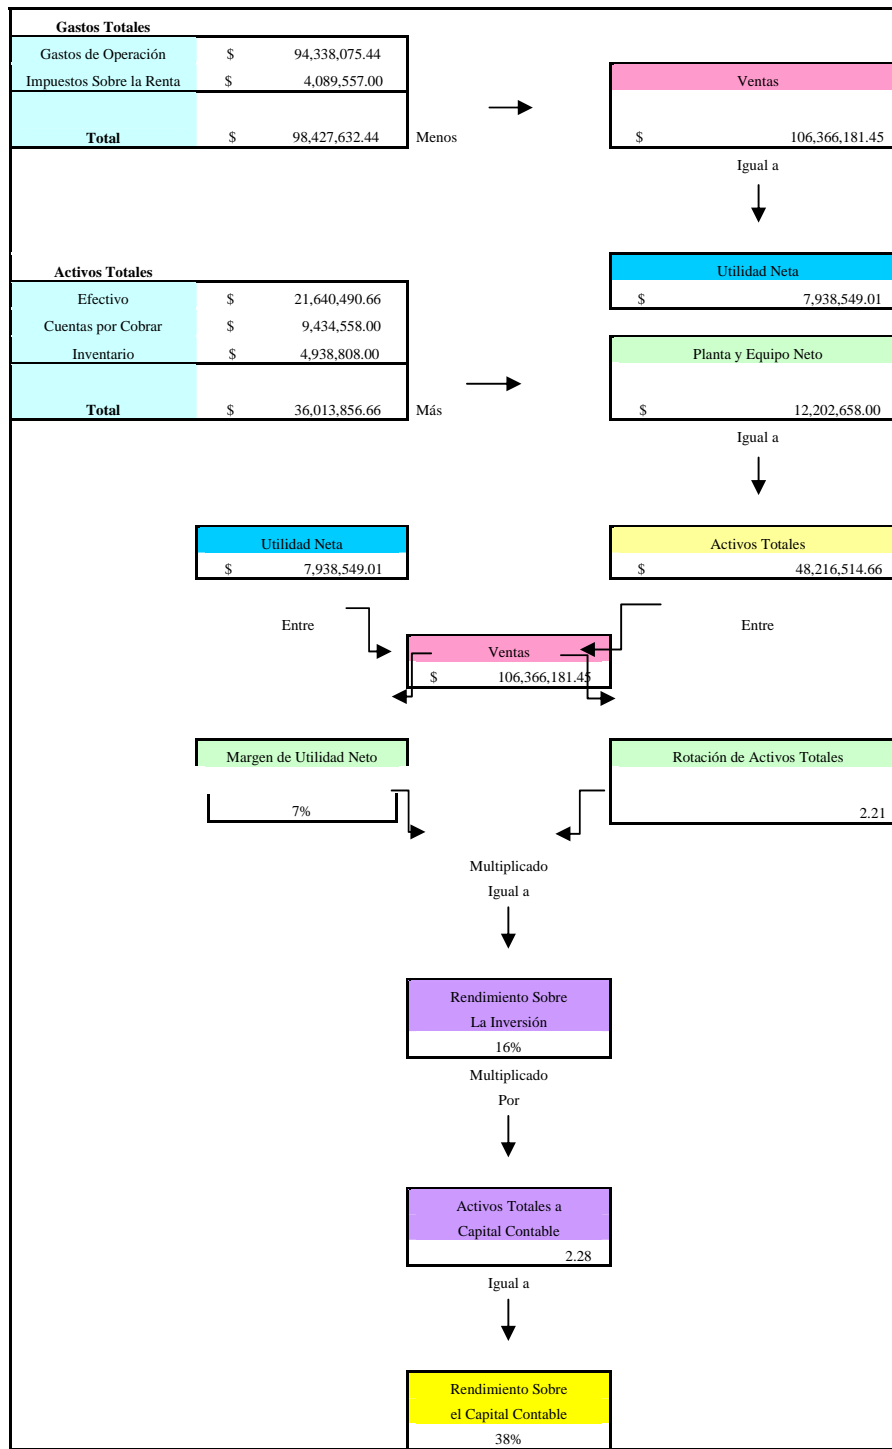 Gastos Totales
Gastos de Operación $ 94,338,075.44
Impuestos Sobre la Renta $ 4,089,557.00
Ventas
Total $ 98,427,632.44 Menos $ 106,366,181.45
Igual a
Activos Totales Utilidad Neta
Efectivo $ 21,640,490.66 $ 7,938,549.01
Cuentas por Cobrar $ 9,434,558.00
Inventario $ 4,938,808.00 Planta y Equipo Neto
Total $ 36,013,856.66 Más $ 12,202,658.00
Igual a
Utilidad Neta Activos Totales
$ 7,938,549.01 $ 48,216,514.66
Entre Entre
Ventas
$ 106,366,181.45
Margen de Utilidad Neto Rotación de Activos Totales
7% 2.21
Multiplicado
Igual a
Rendimiento Sobre
La Inversión
16%
Multiplicado
Por
Activos Totales a
Capital Contable
2.28
Igual a
Rendimiento Sobre
el Capital Contable
38%